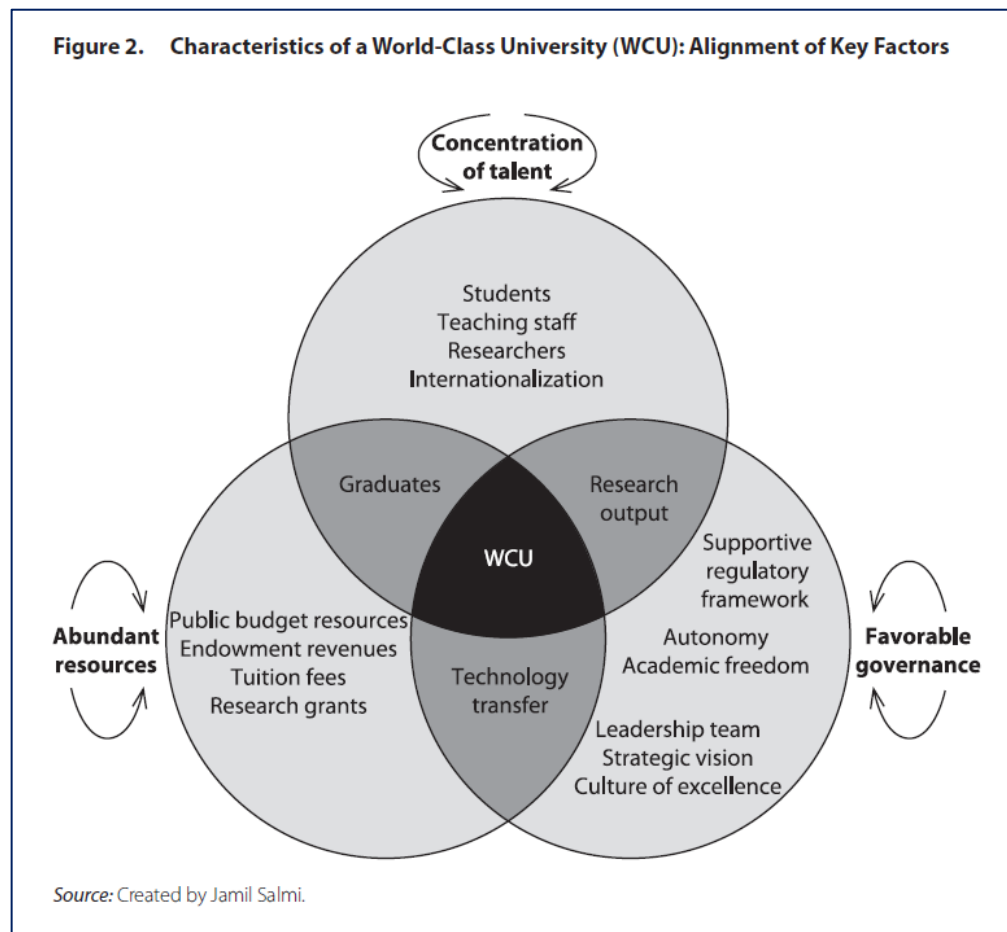 Figure 2. Characteristics of a World-Class University (WCU): Alignment of Key Factors
Concentration
of talent
Students
Teaching staff
Researchers
Internationalization
Graduates
Research
output
WCU
Supportive
regulatory
framework
Abundant
resources
Public budget resources
Endowment revenues
Tuition fees
Research grants
Technology
transfer
Autonomy
Academic freedom
Leadership team
Strategic vision
Culture of excellence
Favorable
governance
Source: Created by Jamil Salmi.